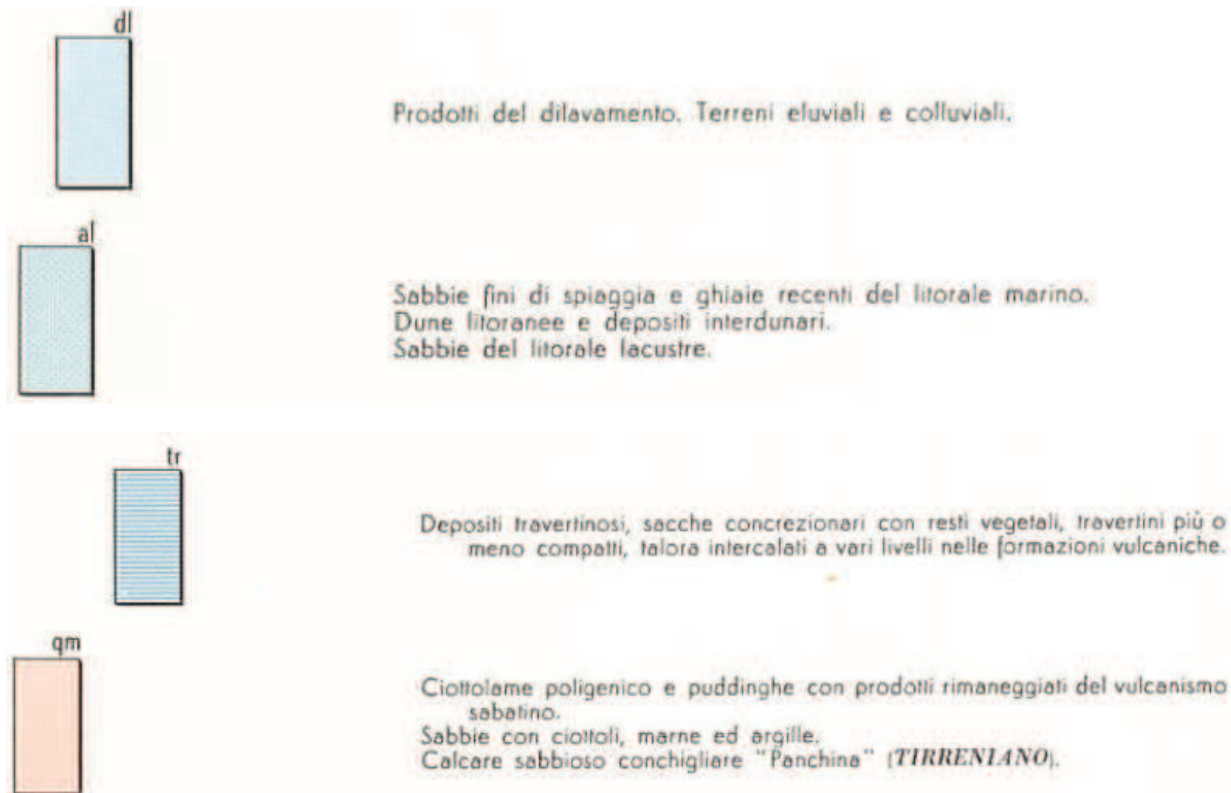 dl
Prodotti del dilavamento. Terreni eluviali e colluviali.
al
Sabbie fini di spiaggia e ghiaie recenti del litorale marino.
Dune litoranee e depositi interdunari.
Sabbie del litorale lacustre.
tr
Depositi travertinosi, sacche concrezionari con resti vegetali, travertini più o
meno compatti, talora intercalati a vari livelli nelle formazioni vulcaniche.
qm
Ciottolame poligenico e puddinghe con prodotti rimaneggiati del vulcanismo
sabatino.
Sabbie con ciottoli, marne ed argille.
Calcare sabbioso conchigliare "Panchina" (TIRRENIANO).